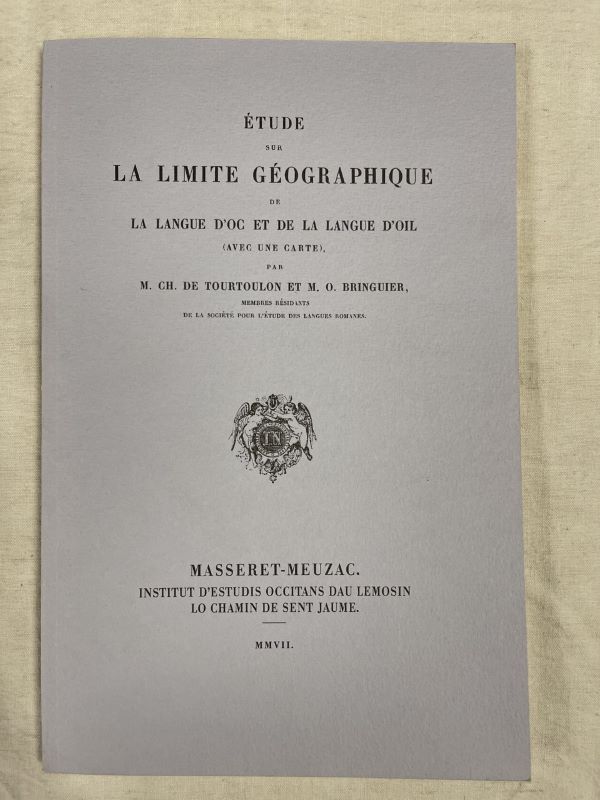 ÉTUDE
SUR
LA LIMITE GÉOGRAPHIQUE
DE
LA LANGUE D'OC ET DE LA LANGUE D'OIL
(AVEC UNE CARTE),
PAR
M. CH. DE TOURTOULON ET M. O. BRINGUIER,
MEMBRES RÉSIDANTS
DE LA SOCIÉTÉ POUR L'ÉTUDE DES LANGUES ROMANES.
MASSERET-MEUZAC.
INSTITUT D'ESTUDIS OCCITANS DAU LEMOSIN
LO CHAMIN DE SENT JAUME.
MMVII.